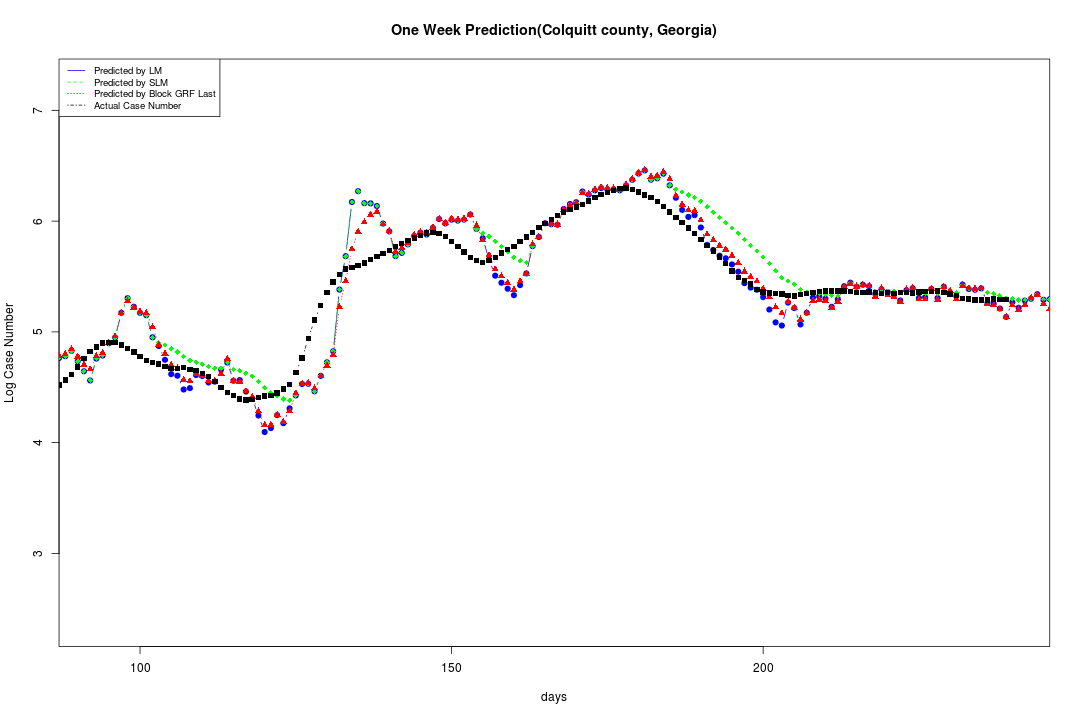 One Week Prediction(Colquitt county, Georgia)
Predicted by LM
Predicted by SLM
Predicted by Block GRF Last
Actual Case Number
7
6
5
4
3
Log Case Number
100 150 200
days